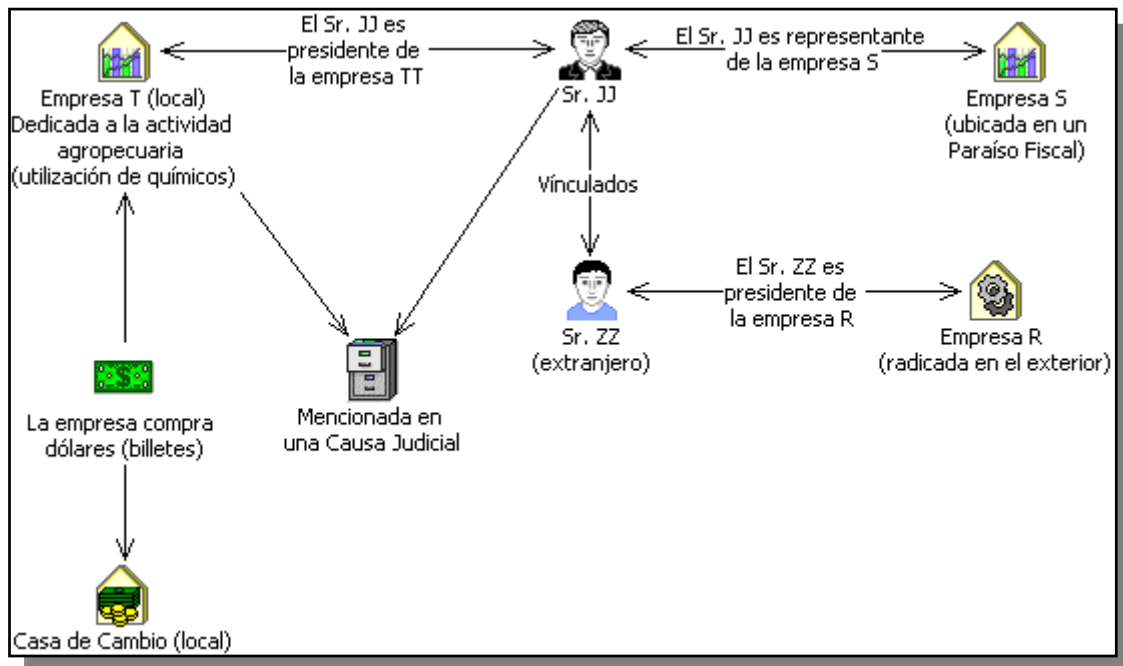 El Sr. JJ es
presidente de
la empresa TT
El Sr. JJ es representante
de la empresa S
Empresa T (local)
Dedicada a la actividad
agropecuaria
(utilización de químicos)
Sr. JJ
Empresa S
(ubicada en un
Paraíso Fiscal)
Vínculados
El Sr. ZZ es
presidente de
la empresa R
Sr. ZZ
(extranjero)
Empresa R
(radicada en el exterior)
$
La empresa compra
dólares (billetes)
Mencionada en
una Causa Judicial
Casa de Cambio (local)